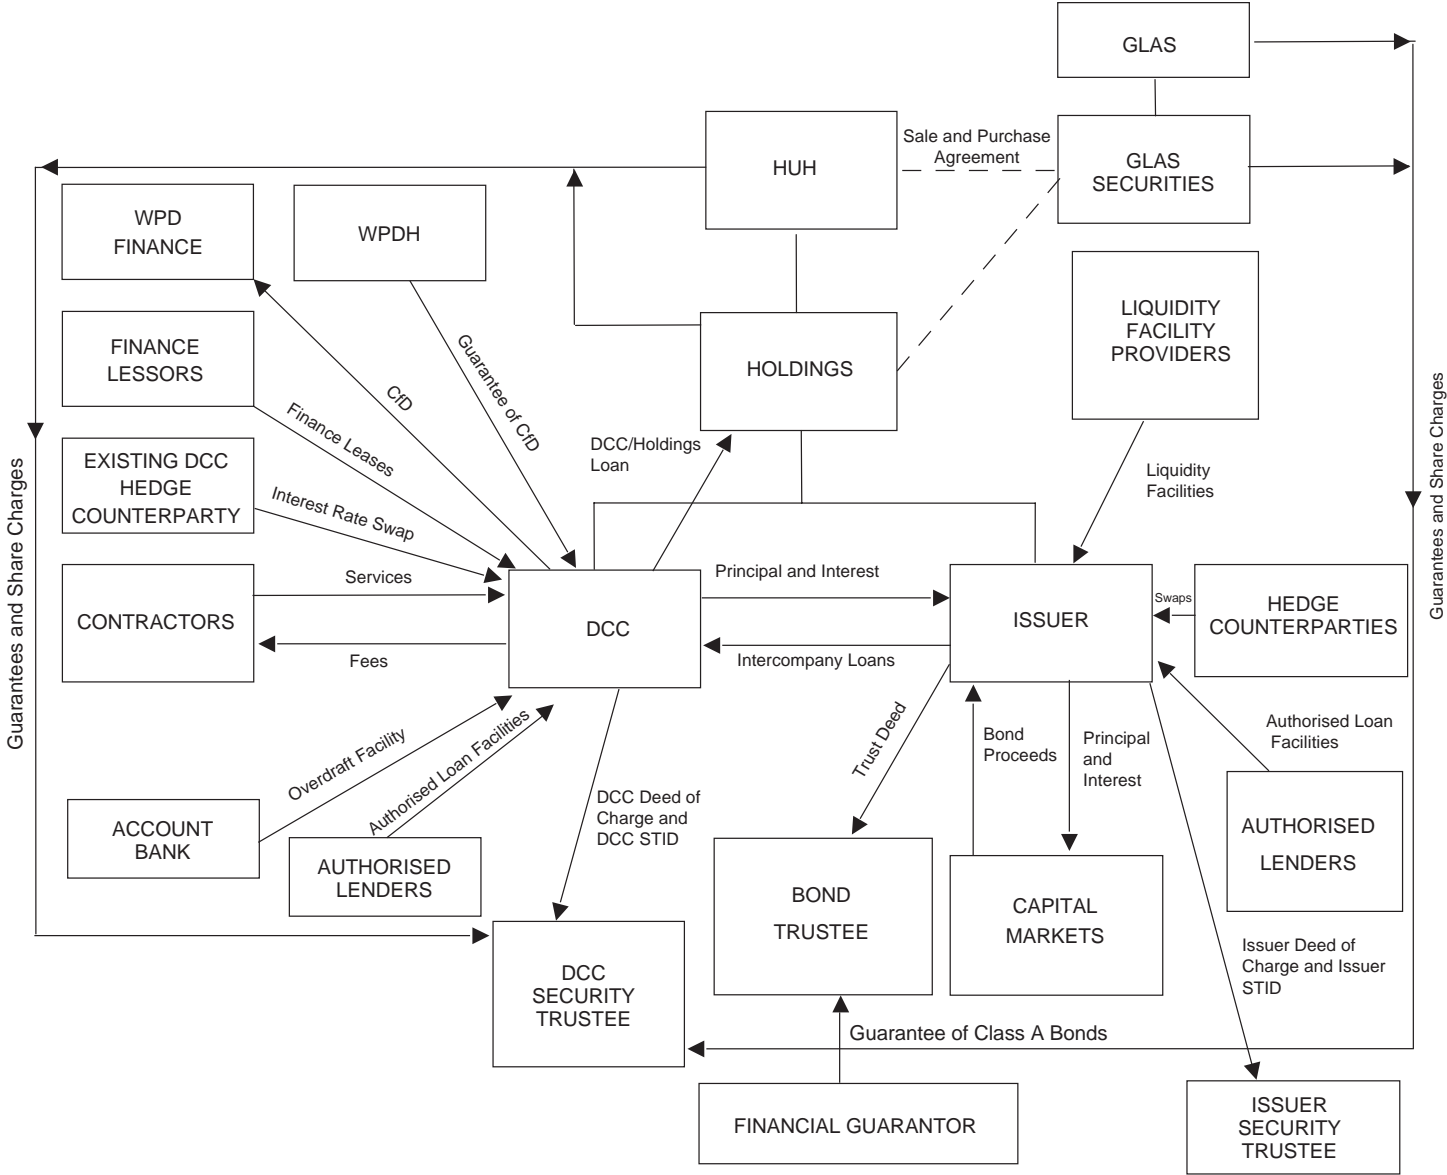 GLAS
HUH
Sale and Purchase
Agreement
GLAS
SECURITIES
WPD
FINANCE
WPDH
LIQUIDITY
FACILITY
PROVIDERS
FINANCE
LESSORS
HOLDINGS
CfD
Guarantee of CfD
Finance Leases
DCC/Holdings
Loan
EXISTING DCC
HEDGE
COUNTERPARTY
Interest Rate Swap
Liquidity
Facilities
Guarantees and Share Charges
Guarantees and Share Charges
Services
CONTRACTORS
Fees
DCC
Principal and Interest
Intercompany Loans
ISSUER
Swaps
HEDGE
COUNTERPARTIES
Overdraft Facility
Authorised Loan Facilities
Trust Deed
Bond
Proceeds
Principal
and
Interest
Authorised Loan
Facilities
ACCOUNT
BANK
AUTHORISED
LENDERS
DCC Deed of
Charge and
DCC STID
BOND
TRUSTEE
CAPITAL
MARKETS
AUTHORISED
LENDERS
Issuer Deed of
Charge and Issuer
STID
DCC
SECURITY
TRUSTEE
Guarantee of Class A Bonds
FINANCIAL GUARANTOR
ISSUER
SECURITY
TRUSTEE